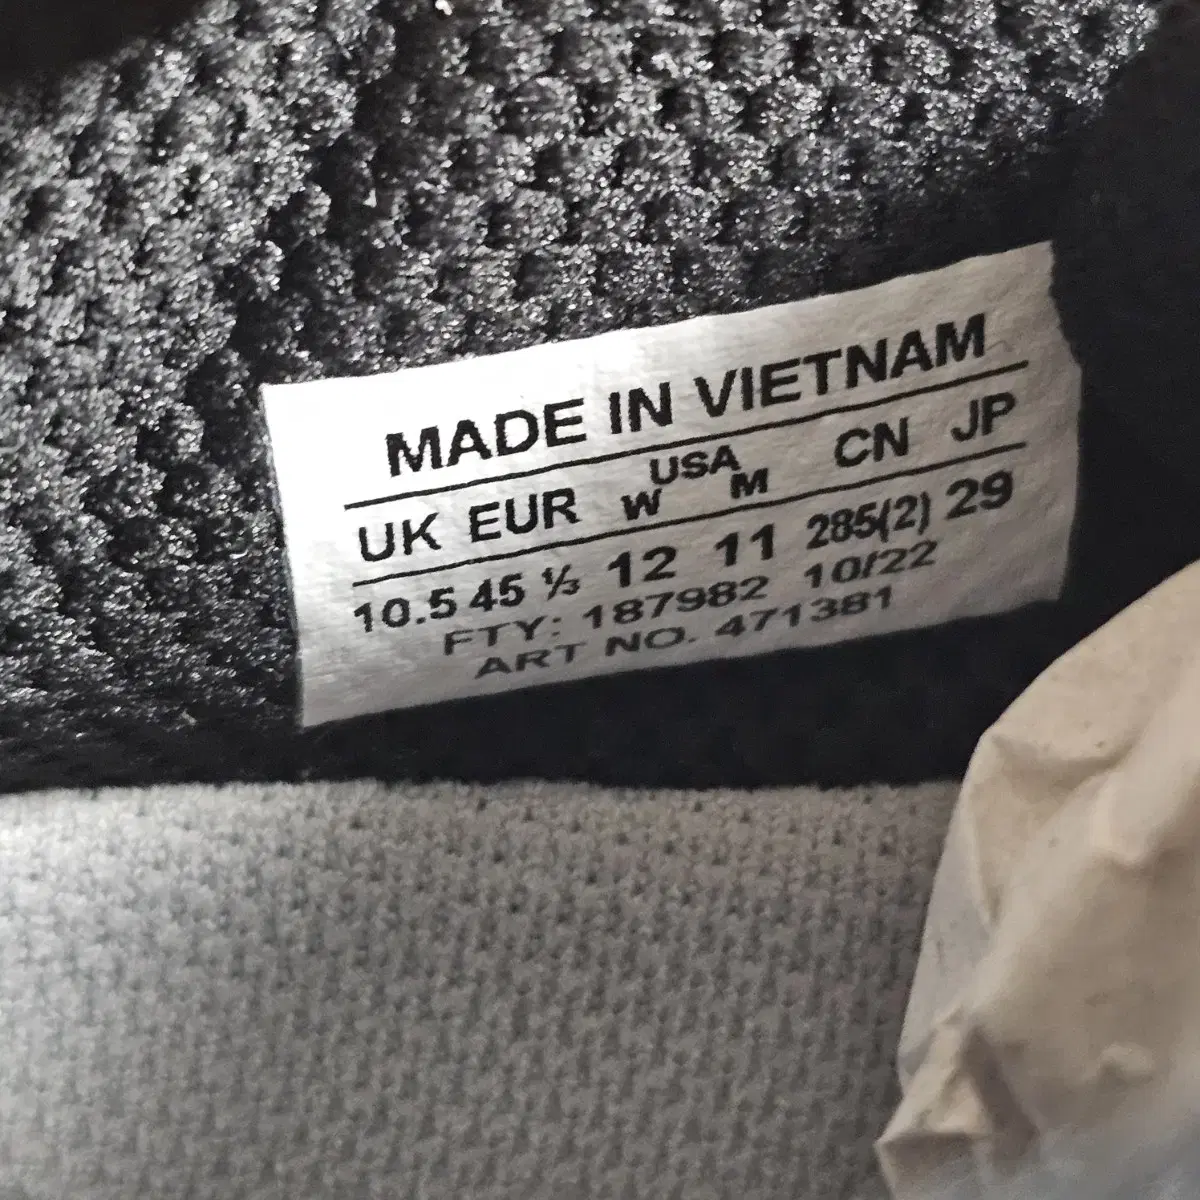 MADE IN VIETNAM
UK EUR USA W M CN JP
10.5 45 ⅓ 12 11 285(2) 29
FTY: 187982 10/22
ART NO. 471381